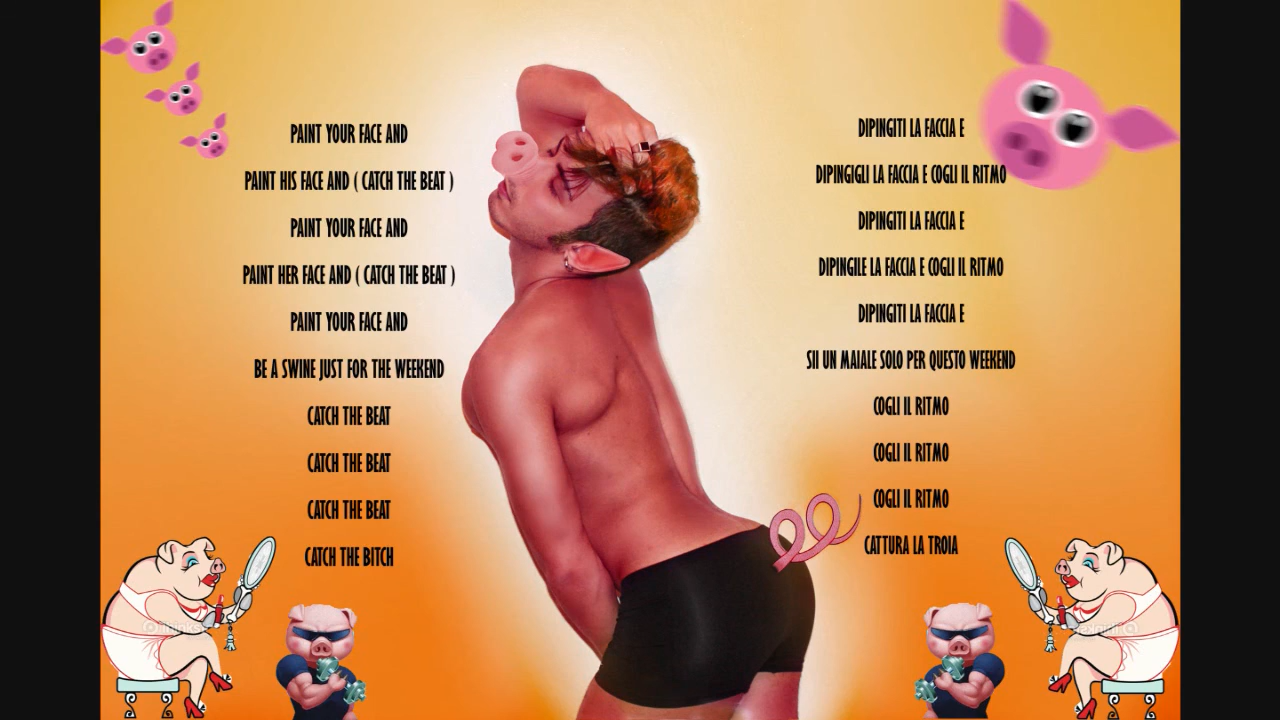 PAINT YOUR FACE AND
PAINT HIS FACE AND ( CATCH THE BEAT )
PAINT YOUR FACE AND
PAINT HER FACE AND ( CATCH THE BEAT )
PAINT YOUR FACE AND
BE A SWINE JUST FOR THE WEEKEND
CATCH THE BEAT
CATCH THE BEAT
CATCH THE BEAT
CATCH THE BITCH
DIPINGITI LA FACCIA E
DIPINGIGLI LA FACCIA E COGLI IL RITMO
DIPINGITI LA FACCIA E
DIPINGILE LA FACCIA E COGLI IL RITMO
DIPINGITI LA FACCIA E
SII UN MAIALE SOLO PER QUESTO WEEKEND
COGLI IL RITMO
COGLI IL RITMO
COGLI IL RITMO
CATTURA LA TROIA